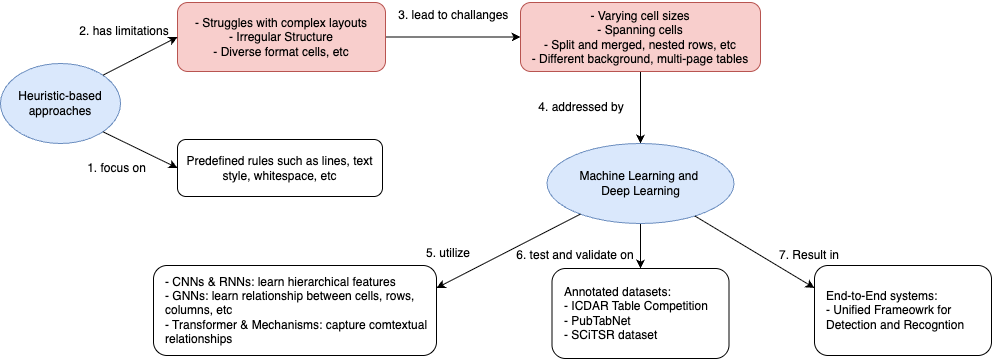 2. has limitations
- Struggles with complex layouts
- Irregular Structure
- Diverse format cells, etc
3. lead to challanges
- Varying cell sizes
- Spanning cells
- Split and merged, nested rows, etc
- Different background, multi-page tables
Heuristic-based
approaches
4. addressed by
1. focus on
Predefined rules such as lines, text
style, whitespace, etc
Machine Learning and
Deep Learning
5. utilize
6. test and validate on
7. Result in
- CNNs & RNNs: learn hierarchical features
- GNNs: learn relationship between cells, rows,
columns, etc
- Transformer & Mechanisms: capture comtextual
relationships
Annotated datasets:
- ICDAR Table Competition
- PubTabNet
- SCiTSR dataset
End-to-End systems:
- Unified Frameowrk for
Detection and Recogntion